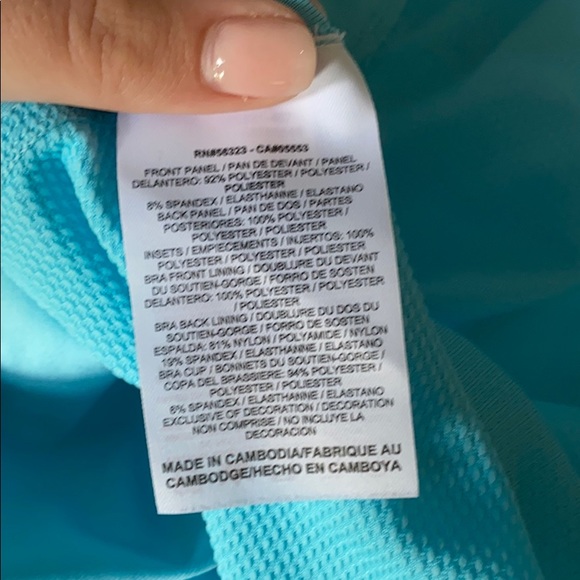 RN#56323 - CA#05553
FRONT PANEL / PAN DE DEVANT / PANEL
DELANTERO: 92% POLYESTER / POLYESTER /
POLIESTER
8% SPANDEX / ELASTHANNE / ELASTANO
BACK PANEL / PAN DE DOS / PARTES
POSTERIORES: 100% POLYESTER /
POLYESTER / POLIESTER
INSETS / EMPIECEMENTS / INJERTOS: 100%
POLYESTER / POLYESTER / POLIESTER
BRA FRONT LINING / DOUBLURE DU DEVANT
DU SOUTIEN-GORGE / FORRO DE SOSTEN
DELANTERO: 100% POLYESTER / POLYESTER
/ POLIESTER
BRA BACK LINING / DOUBLURE DU DOS DU
SOUTIEN-GORGE / FORRO DE SOSTEN
ESPALDA: 81% NYLON / POLYAMIDE / NYLON
19% SPANDEX / ELASTHANNE / ELASTANO
BRA CUP / BONNETS DU SOUTIEN-GORGE /
COPA DEL BRASSIERE: 94% POLYESTER /
POLYESTER / POLIESTER
6% SPANDEX / ELASTHANNE / ELASTANO
EXCLUSIVE OF DECORATION / DECORATION
NON COMPRISE / NO INCLUYE LA
DECORACION
MADE IN CAMBODIA/FABRIQUE AU
CAMBODGE/HECHO EN CAMBOYA